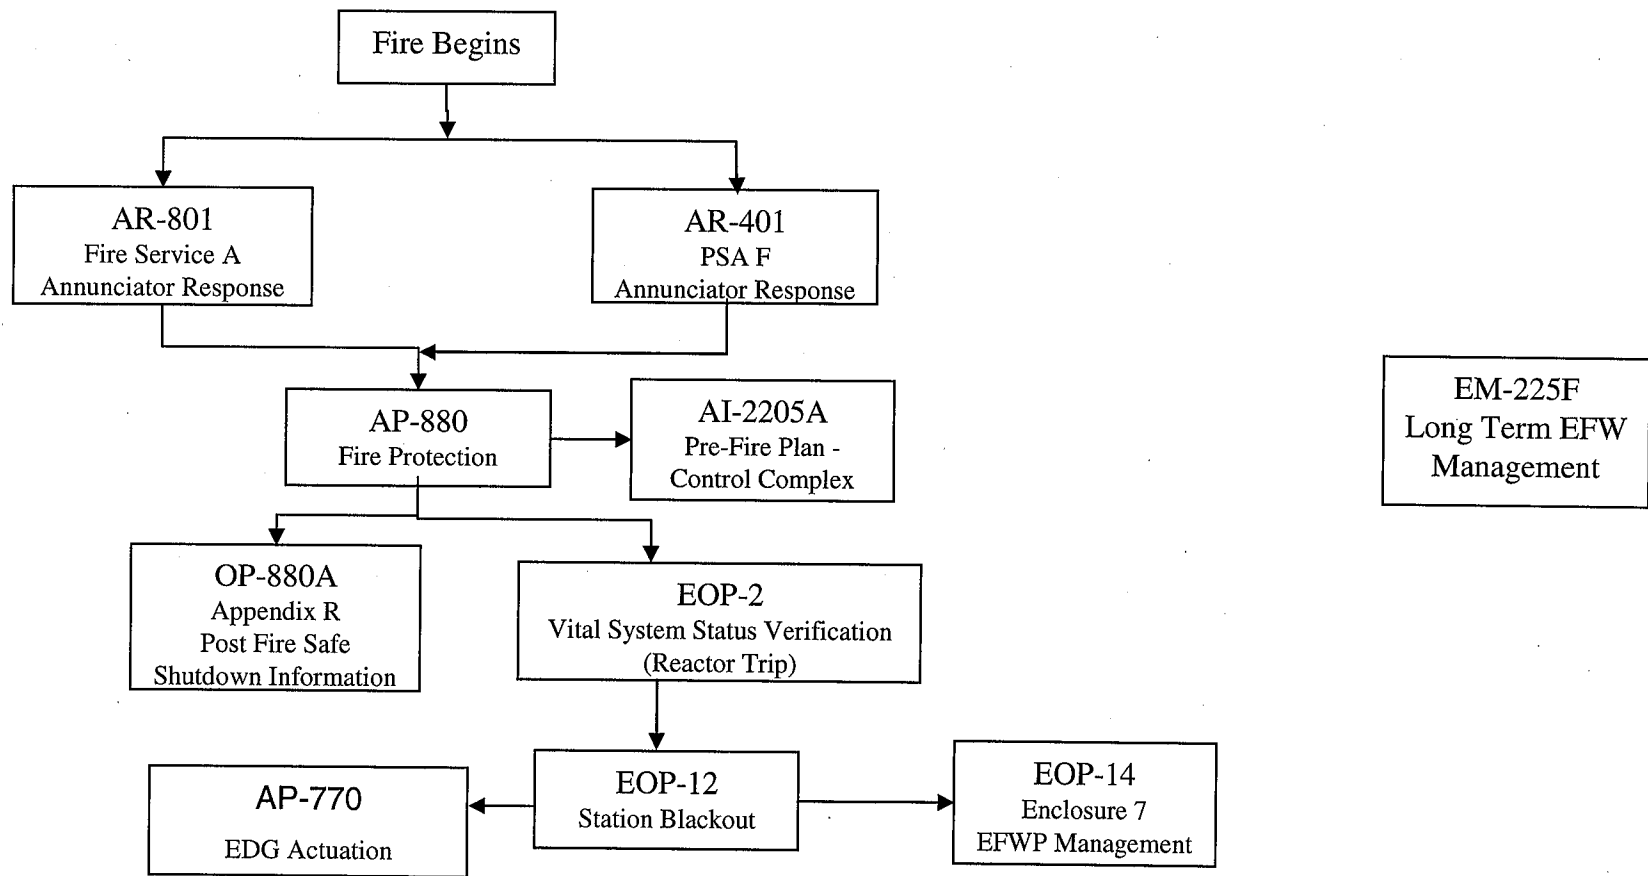 Fire Begins
AR-801
Fire Service A
Annunciator Response
AR-401
PSA F
Annunciator Response
AP-880
Fire Protection
AI-2205A
Pre-Fire Plan -
Control Complex
EM-225F
Long Term EFW
Management
OP-880A
Appendix R
Post Fire Safe
Shutdown Information
EOP-2
Vital System Status Verification
(Reactor Trip)
AP-770
EDG Actuation
EOP-12
Station Blackout
EOP-14
Enclosure 7
EFWP Management